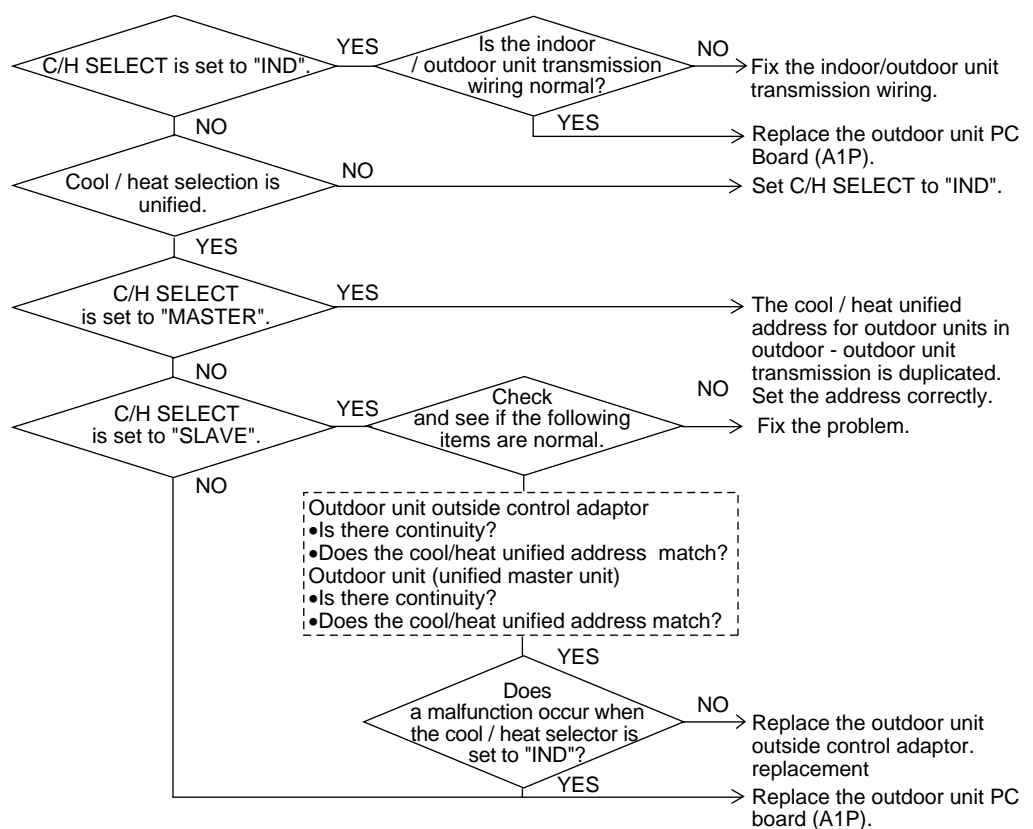 C/H SELECT is set to "IND".
YES
Is the indoor
/ outdoor unit transmission
wiring normal?
NO
Fix the indoor/outdoor unit
transmission wiring.
NO
YES
Replace the outdoor unit PC
Board (A1P).
Cool / heat selection is
unified.
NO
Set C/H SELECT to "IND".
YES
C/H SELECT
is set to "MASTER".
YES
The cool / heat unified
address for outdoor units in
outdoor - outdoor unit
transmission is duplicated.
Set the address correctly.
NO
C/H SELECT
is set to "SLAVE".
YES
Check
and see if the following
items are normal.
NO
Fix the problem.
NO
Outdoor unit outside control adaptor
•Is there continuity?
•Does the cool/heat unified address match?
Outdoor unit (unified master unit)
•Is there continuity?
•Does the cool/heat unified address match?
YES
Does
a malfunction occur when
the cool / heat selector is
set to "IND"?
NO
Replace the outdoor unit
outside control adaptor.
replacement
YES
Replace the outdoor unit PC
board (A1P).